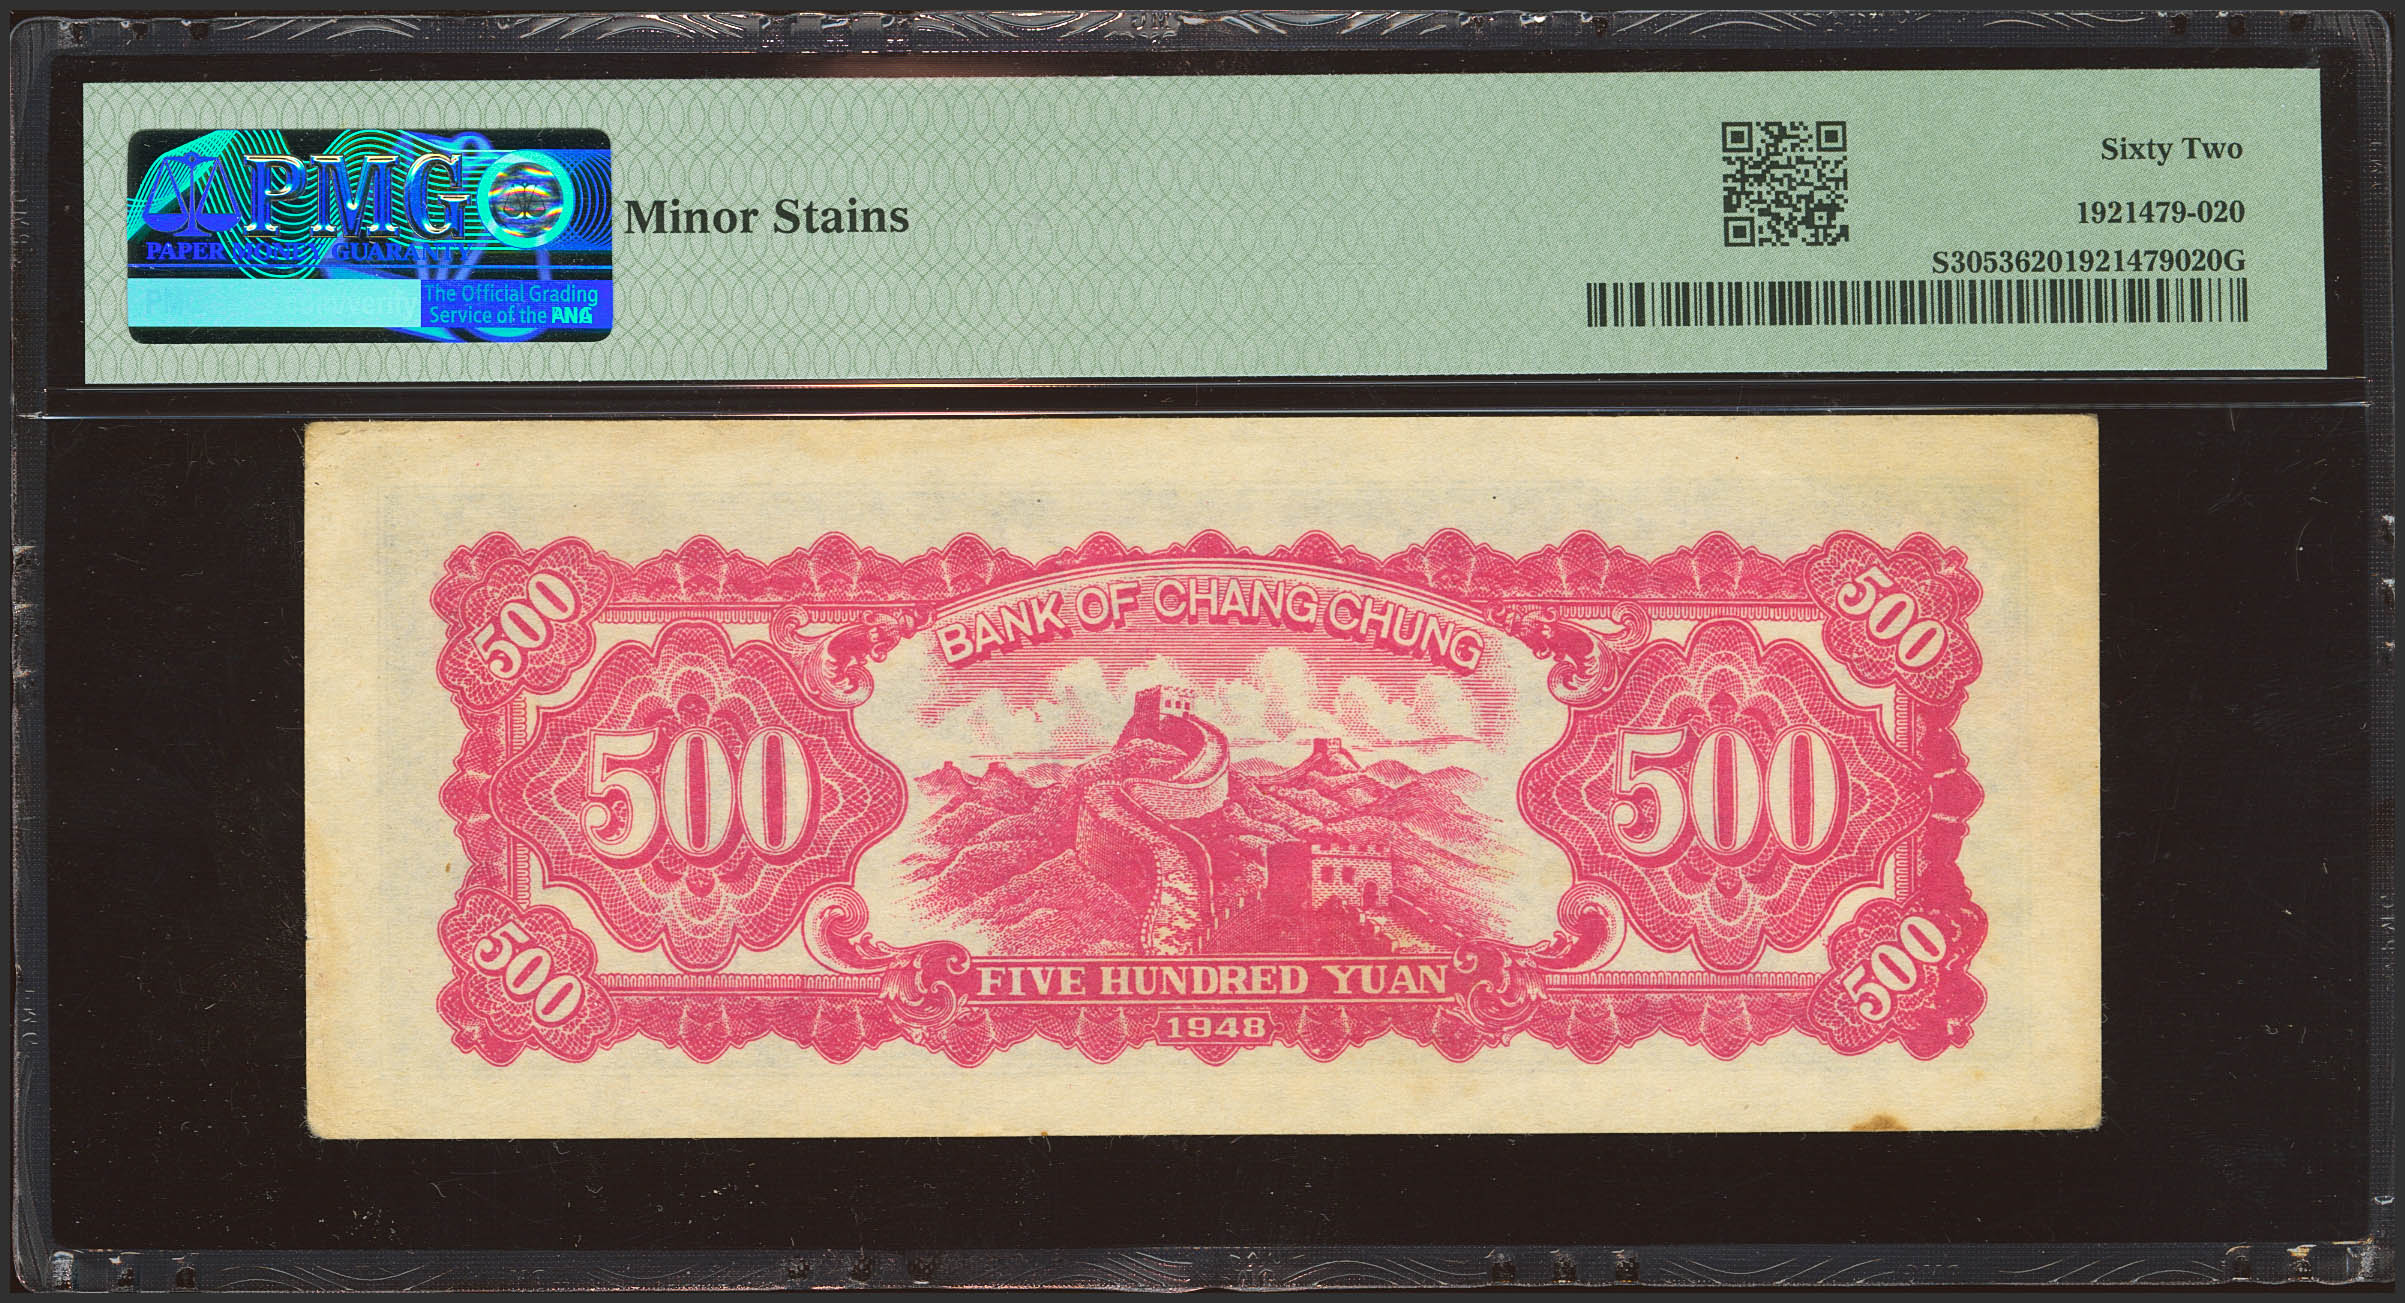 PMG
PAPER MONEY GUARANTY
The Official Grading
Service of the ANA
Minor Stains
Sixty Two
1921479-020
S30536201921479020G
BANK OF CHANG CHUNG
500
500
500
500
500
500
FIVE HUNDRED YUAN
1948